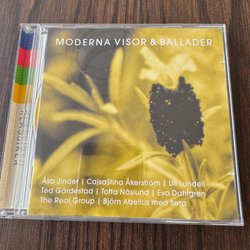 MODERNA VISOR & BALLADER
Åsa Jinder | CajsaStina Åkerström | Ulf Lundell
Ted Gärdestad | Totta Näslund | Eva Dahlgren
The Real Group | Björn Afzelius med flera
KLASSIKER